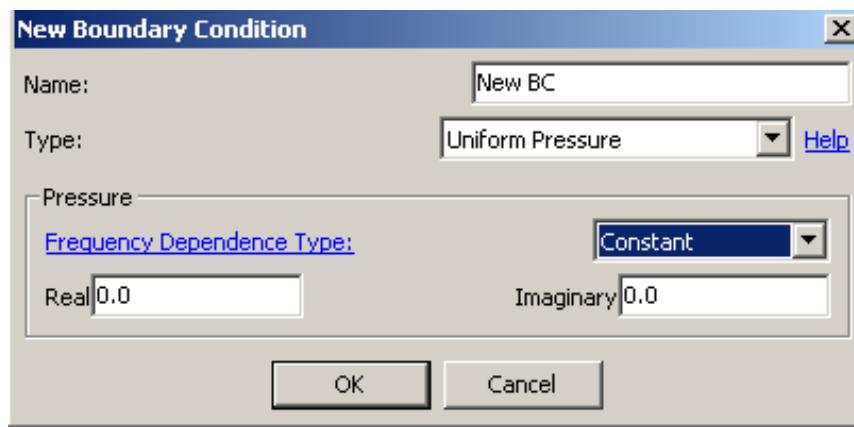 New Boundary Condition
Name: New BC
Type: Uniform Pressure Help
Pressure
Frequency Dependence Type: Constant
Real 0.0 Imaginary 0.0
OK Cancel